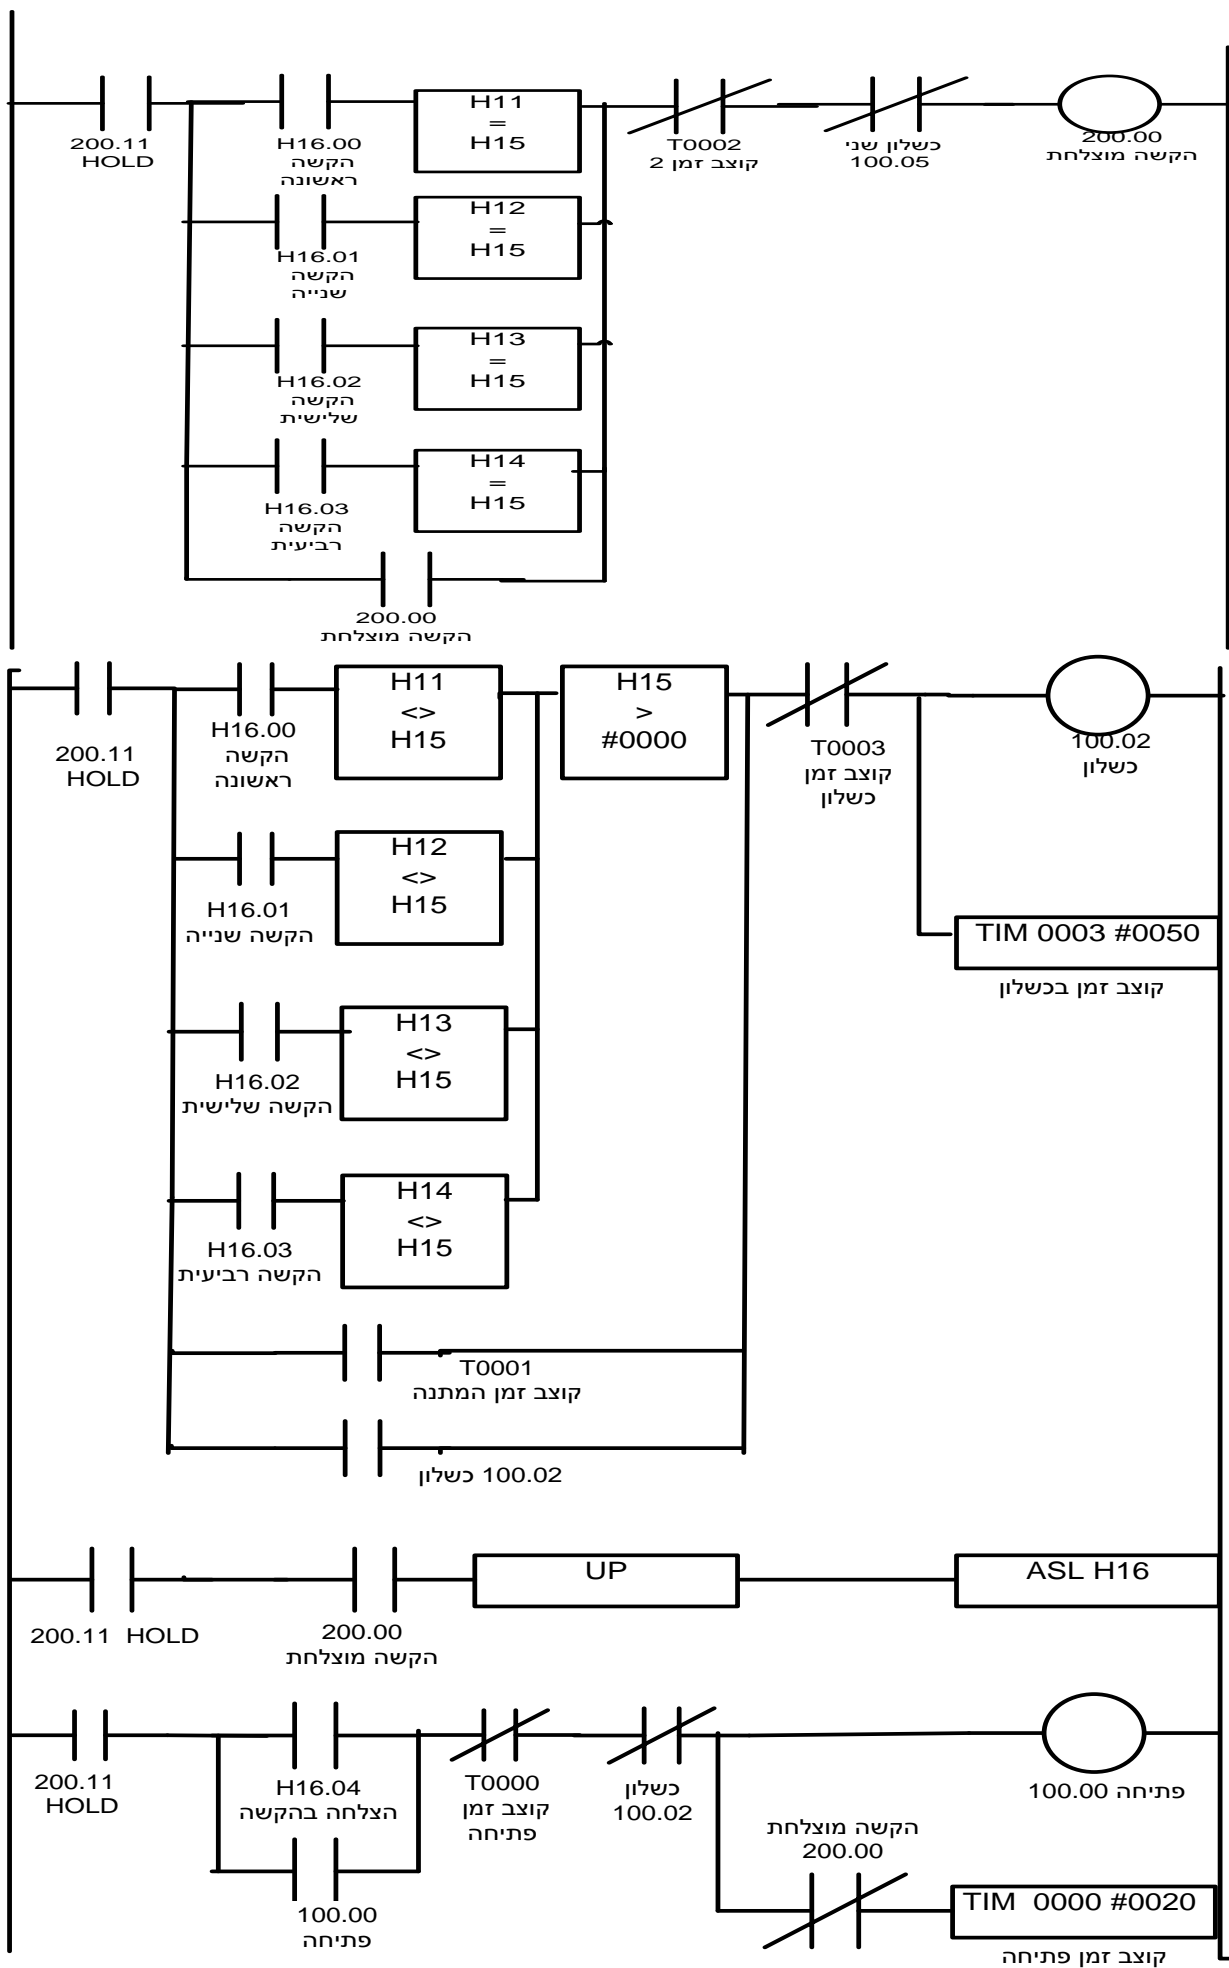 200.11
HOLD
H16.00
הקשה
ראשונה
H11
=
H15
T0002
קוצב זמן 2
כשלון שני
100.05
200.00
הקשה מוצלחת
H16.01
הקשה
שנייה
H12
=
H15
H16.02
הקשה
שלישית
H13
=
H15
H16.03
הקשה
רביעית
H14
=
H15
200.00
הקשה מוצלחת
200.11
HOLD
H16.00
הקשה
ראשונה
H11
<>
H15
H15
>
#0000
T0003
קוצב זמן
כשלון
100.02
כשלון
H16.01
הקשה שנייה
H12
<>
H15
TIM 0003 #0050
קוצב זמן בכשלון
H16.02
הקשה שלישית
H13
<>
H15
H16.03
הקשה רביעית
H14
<>
H15
T0001
קוצב זמן המתנה
100.02 כשלון
200.11 HOLD
200.00
הקשה מוצלחת
UP
ASL H16
200.11
HOLD
H16.04
הצלחה בהקשה
T0000
קוצב זמן
פתיחה
כשלון
100.02
פתיחה 100.00
100.00
פתיחה
הקשה מוצלחת
200.00
TIM 0000 #0020
קוצב זמן פתיחה